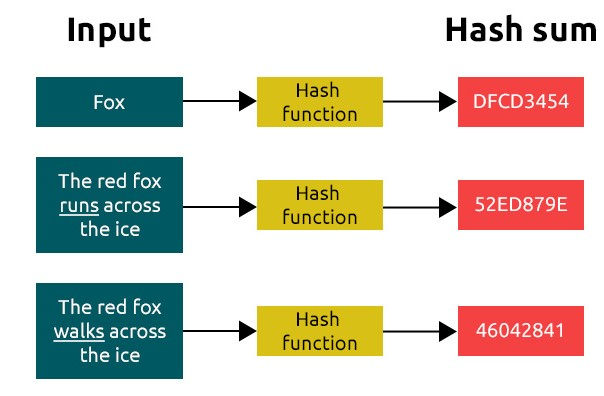 Input
Hash sum
Fox
Hash
function
DFCD3454
The red fox
runs across
the ice
Hash
function
52ED879E
The red fox
walks across
the ice
Hash
function
46042841